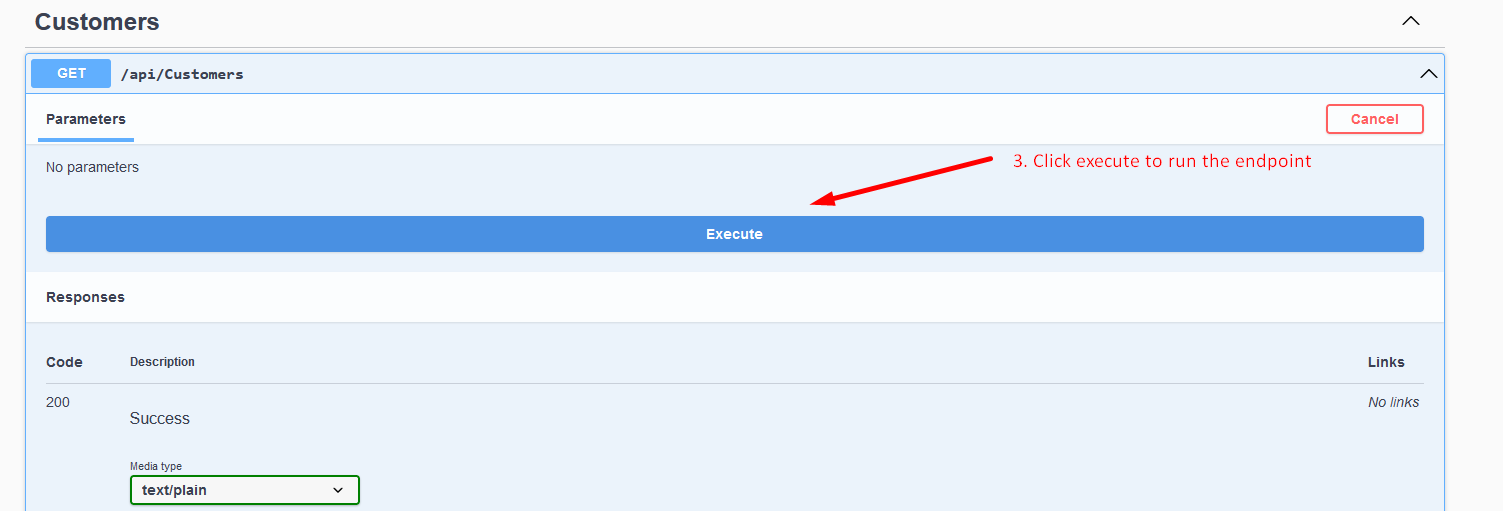 Customers
GET /api/Customers
Parameters Cancel
No parameters
3. Click execute to run the endpoint
Execute
Responses
Code Description Links
200 No links
Success
Media type
text/plain